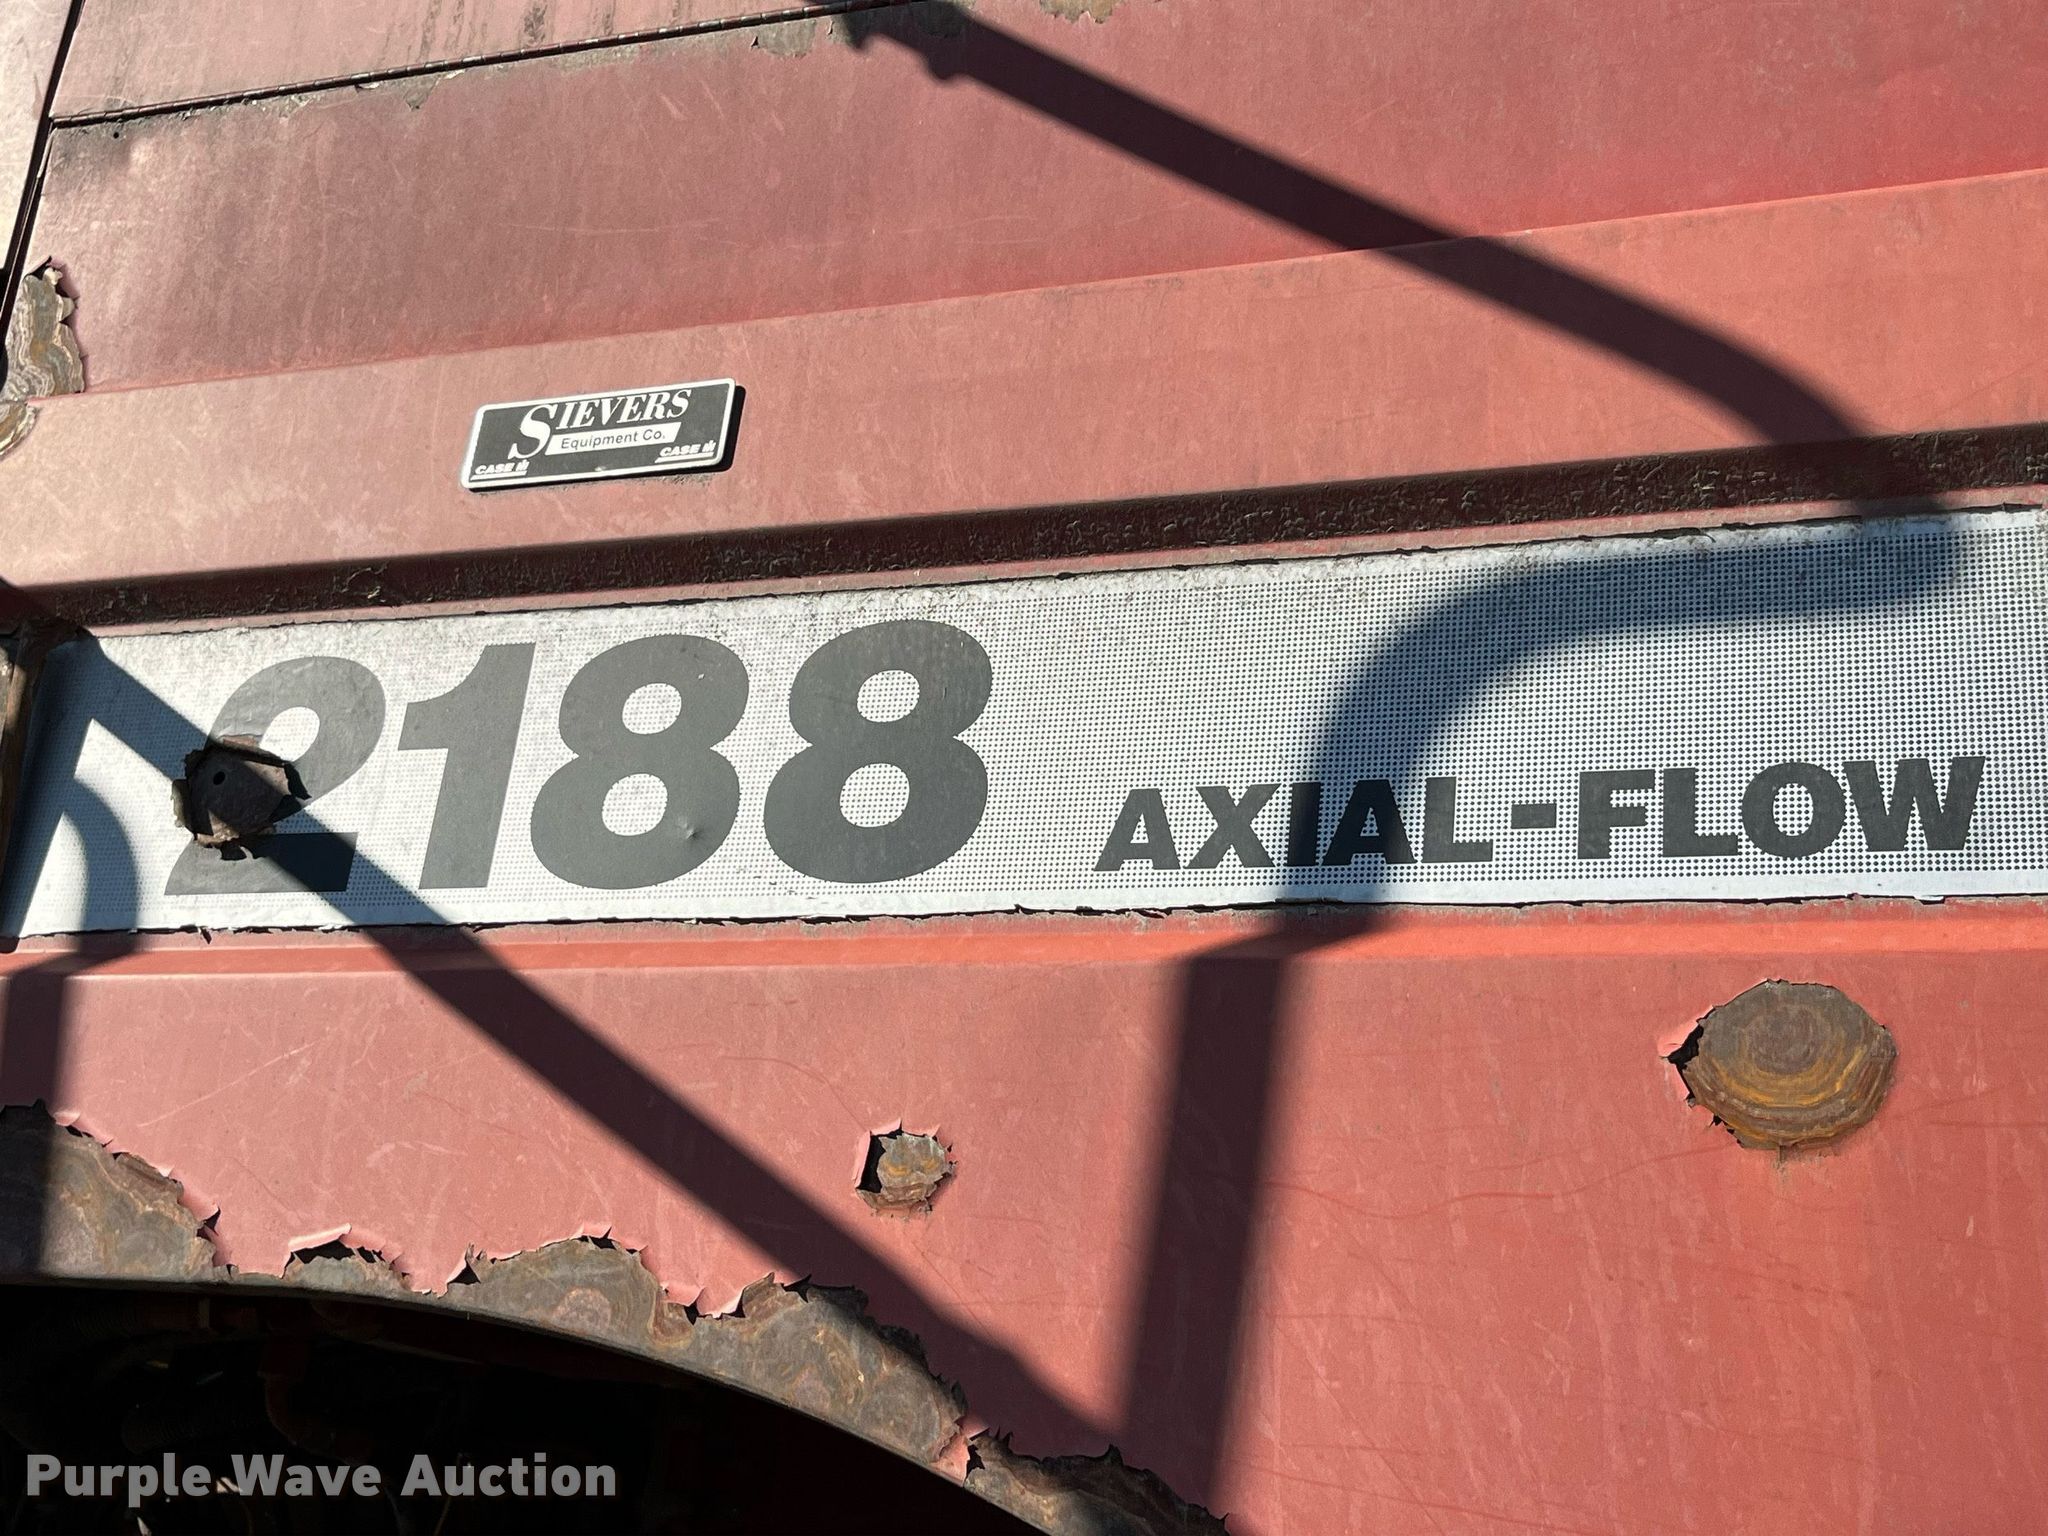 SIEVERS
Equipment Co.
CASE IH CASE IH
2188 AXIAL-FLOW
Purple Wave Auction